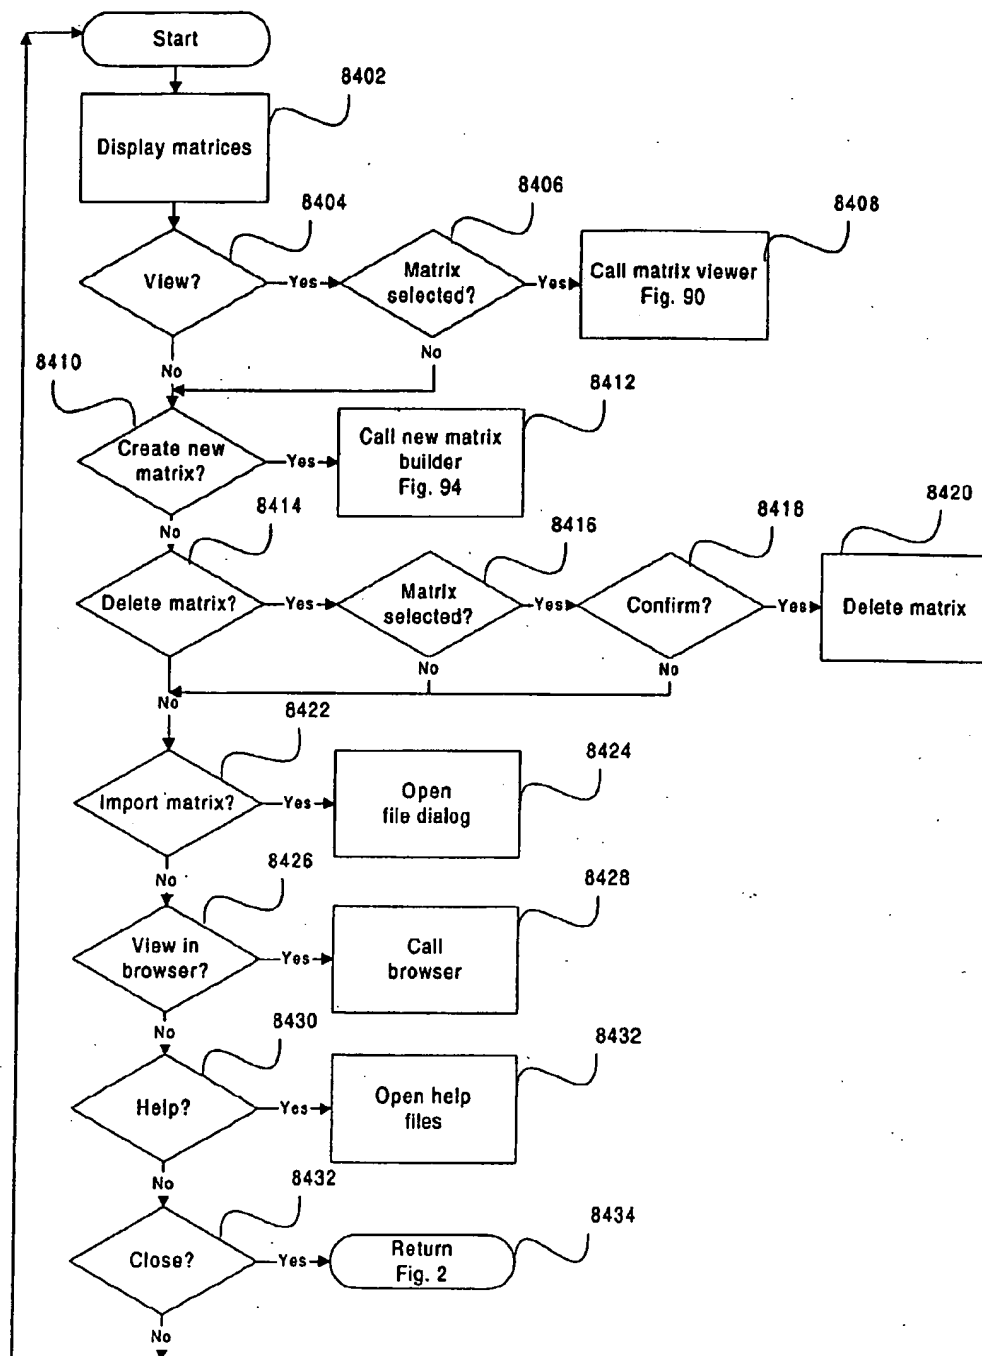 Start
8402
Display matrices
8404
8406
8408
View?
Yes
Matrix
selected?
Yes
Call matrix viewer
Fig. 90
No
No
8410
8412
Create new
matrix?
Yes
Call new matrix
builder
Fig. 94
No
8414
8416
8418
8420
Delete matrix?
Yes
Matrix
selected?
Yes
Confirm?
Yes
Delete matrix
No
No
No
8422
8424
Import matrix?
Yes
Open
file dialog
No
8426
8428
View in
browser?
Yes
Call
browser
No
8430
8432
Help?
Yes
Open help
files
No
8432
8434
Close?
Yes
Return
Fig. 2
No